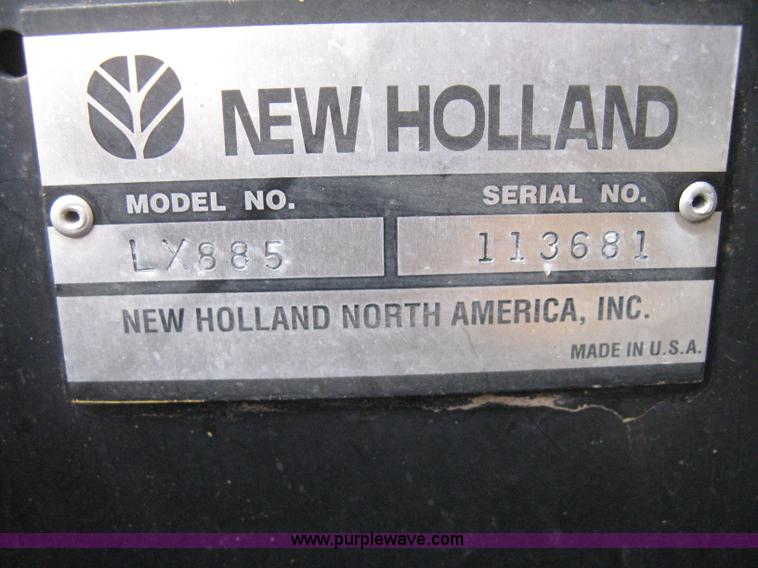 NEW HOLLAND
MODEL NO. SERIAL NO.
LX885 113681
NEW HOLLAND NORTH AMERICA, INC.
MADE IN U.S.A.
www.purplewave.com